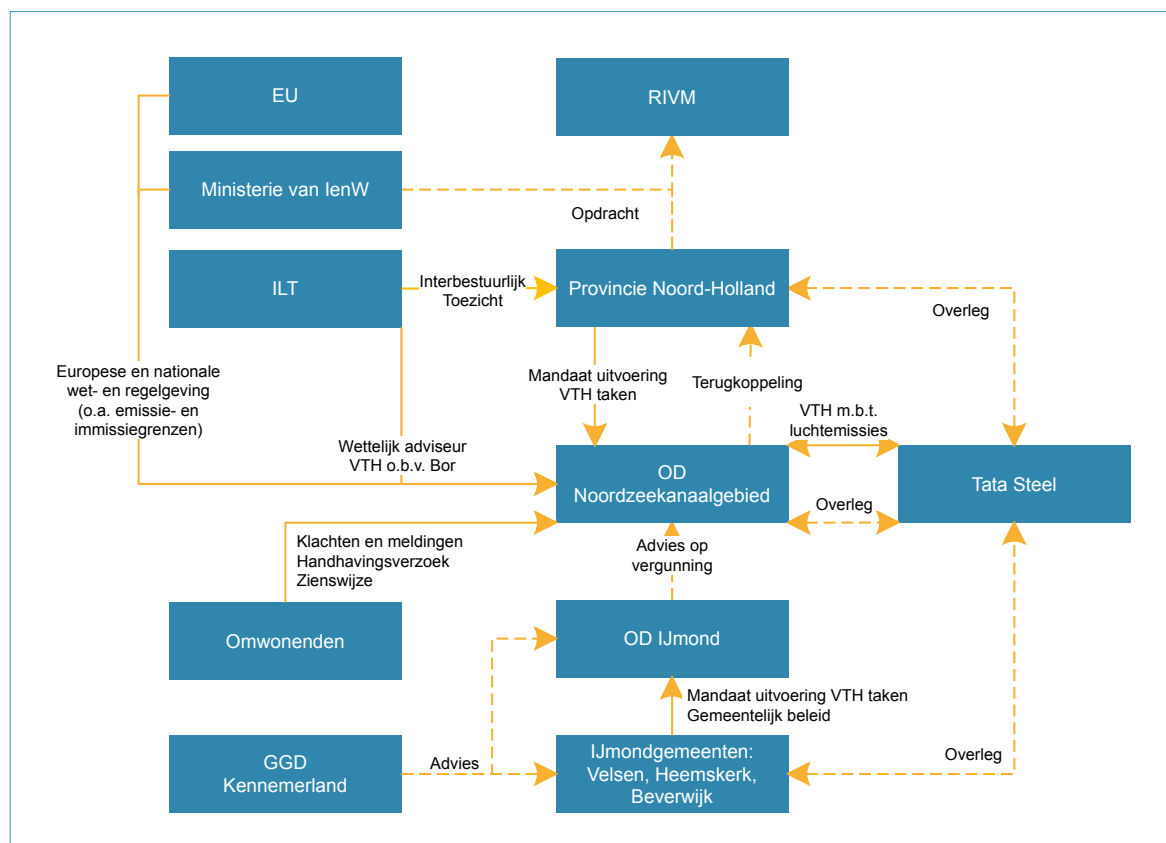 EU
RIVM
Ministerie van IenW
Opdracht
ILT
Interbestuurlijk
Toezicht
Provincie Noord-Holland
Overleg
Europese en nationale
wet- en regelgeving
(o.a. emissie- en
immissiegrenzen)
Mandaat uitvoering
VTH taken
Terugkoppeling
VTH m.b.t.
luchtemissies
Wettelijk adviseur
VTH o.b.v. Bor
OD
Noordzeekanaalgebied
Tata Steel
Overleg
Klachten en meldingen
Handhavingsverzoek
Zienswijze
Advies op
vergunning
Omwonenden
OD IJmond
Mandaat uitvoering VTH taken
Gemeentelijk beleid
GGD
Kennemerland
Advies
IJmondgemeenten:
Velsen, Heemskerk,
Beverwijk
Overleg